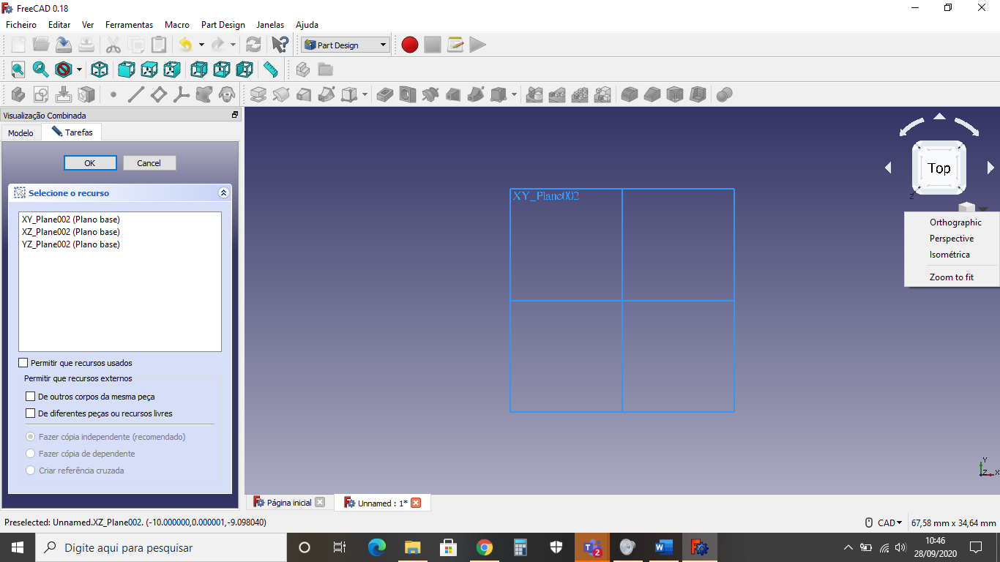 FreeCAD 0.18
Ficheiro Editar Ver Ferramentas Macro Part Design Janelas Ajuda
Part Design
Visualização Combinada
Modelo Tarefas
OK Cancel
Selecione o recurso
XY_Plane002 (Plano base)
XZ_Plane002 (Plano base)
YZ_Plane002 (Plano base)
Permitir que recursos usados
Permitir que recursos externos
De outros corpos da mesma peça
De diferentes peças ou recursos livres
Fazer cópia independente (recomendado)
Fazer cópia de dependente
Criar referência cruzada
XY_Plane002
Top
Z
Orthographic
Perspective
Isométrica
Zoom to fit
Y
Z X
Página inicial Unnamed : 1*
Preselected: Unnamed.XZ_Plane002. (-10.000000,0.000001,-9.098040) CAD 67,58 mm x 34,64 mm
Digite aqui para pesquisar
2
10:46
28/09/2020